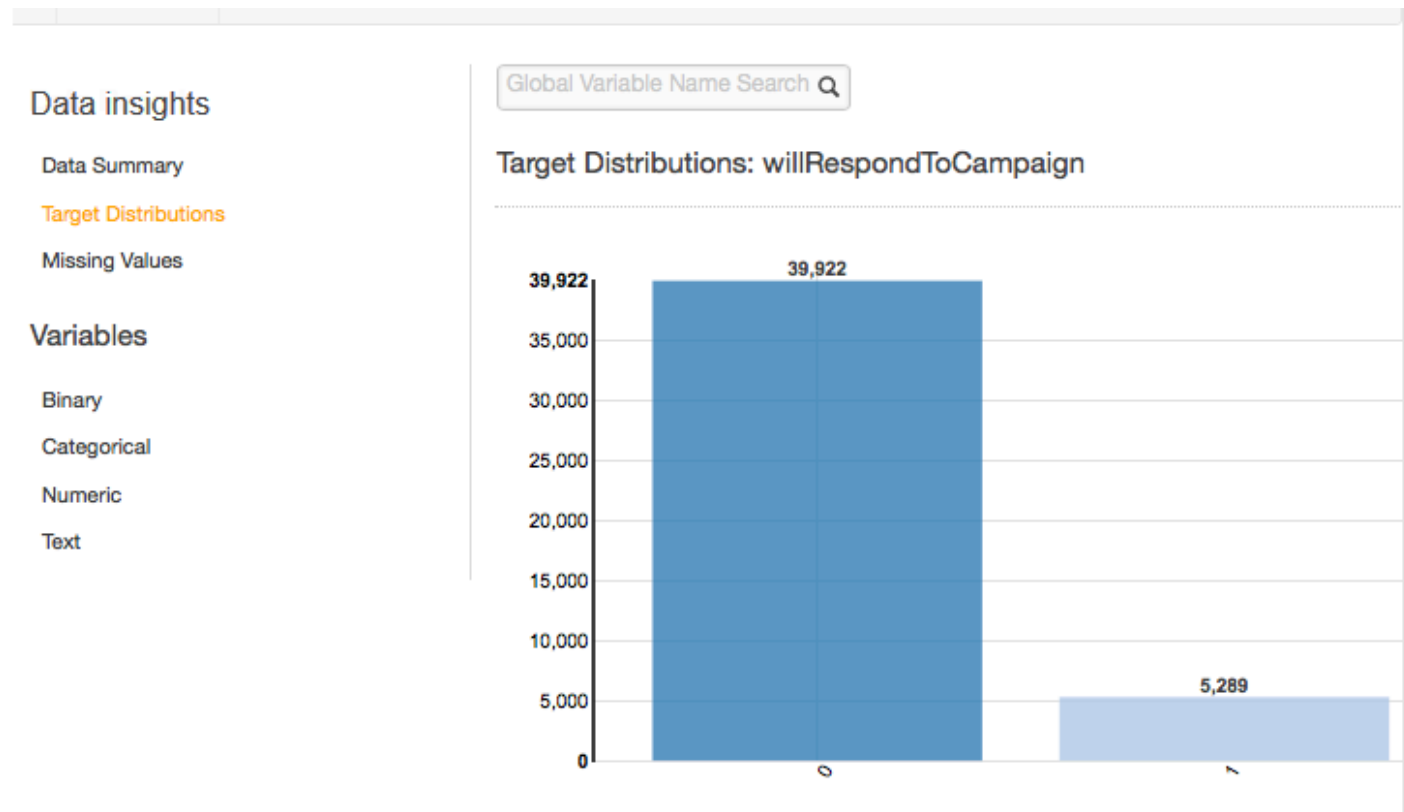 Data insights
Data Summary
Target Distributions
Missing Values
Variables
Binary
Categorical
Numeric
Text
Global Variable Name Search
Target Distributions: willRespondToCampaign
39,922
39,922
35,000
30,000
25,000
20,000
15,000
10,000
5,289
5,000
0
0
1